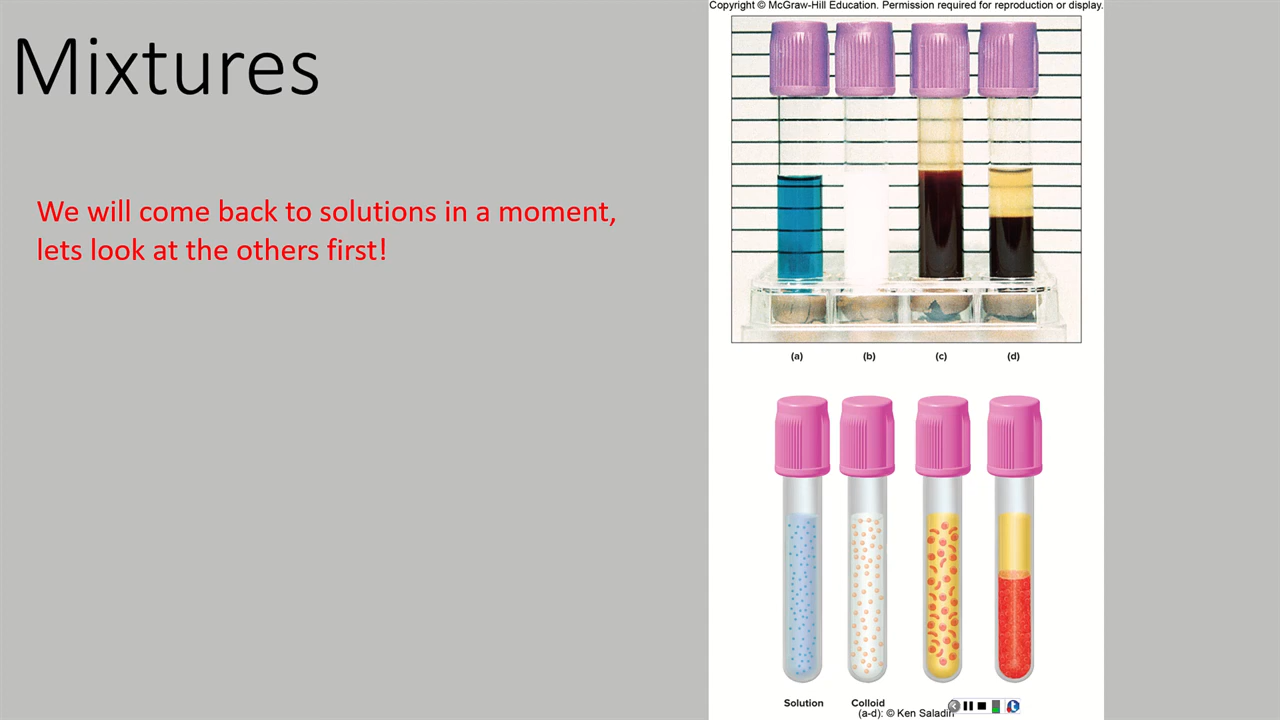 Copyright © McGraw-Hill Education. Permission required for reproduction or display.
Mixtures
We will come back to solutions in a moment,
lets look at the others first!
(a) (b) (c) (d)
Solution Colloid
(a-d): © Ken Saladin